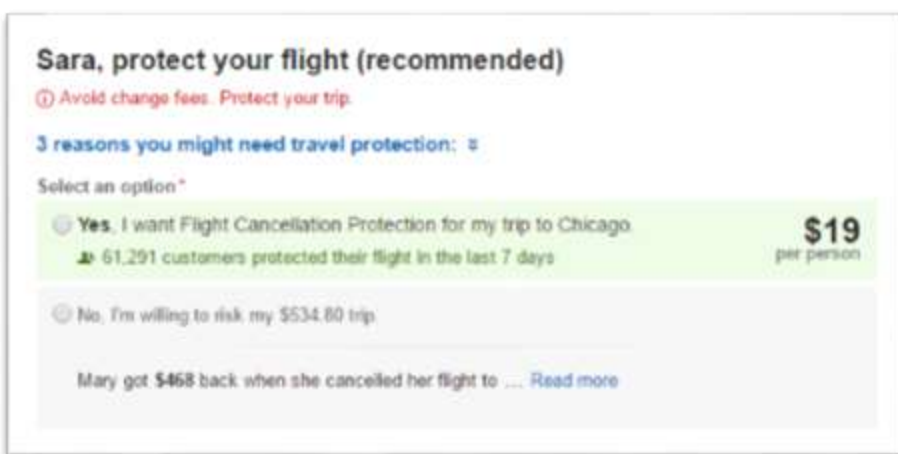 Sara, protect your flight (recommended)
Avoid change fees. Protect your trip.
3 reasons you might need travel protection:
Select an option*
Yes, I want Flight Cancellation Protection for my trip to Chicago.
$19
per person
61,291 customers protected their flight in the last 7 days
No, I'm willing to risk my $534.80 trip.
Mary got $468 back when she cancelled her flight to ... Read more